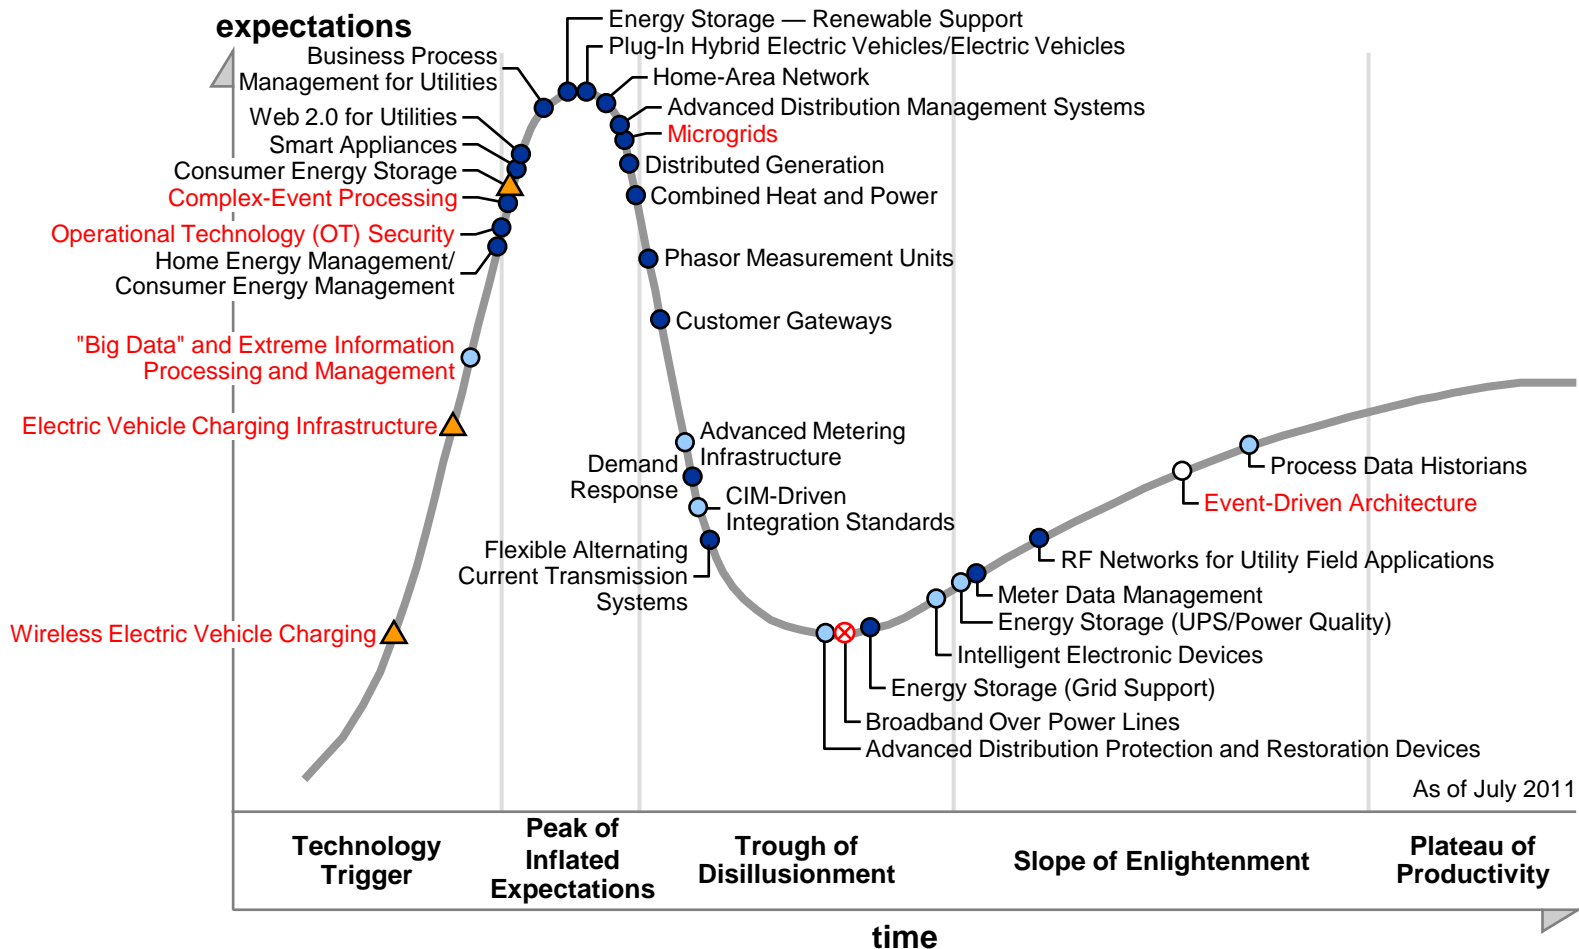 expectations
Energy Storage — Renewable Support
Plug-In Hybrid Electric Vehicles/Electric Vehicles
Business Process
Management for Utilities
Home-Area Network
Advanced Distribution Management Systems
Web 2.0 for Utilities
Microgrids
Smart Appliances
Distributed Generation
Consumer Energy Storage
Combined Heat and Power
Complex-Event Processing
Operational Technology (OT) Security
Home Energy Management/
Consumer Energy Management
Phasor Measurement Units
Customer Gateways
"Big Data" and Extreme Information
Processing and Management
Electric Vehicle Charging Infrastructure
Advanced Metering
Infrastructure
Demand
Response
CIM-Driven
Integration Standards
Flexible Alternating
Current Transmission
Systems
Process Data Historians
Event-Driven Architecture
RF Networks for Utility Field Applications
Meter Data Management
Energy Storage (UPS/Power Quality)
Wireless Electric Vehicle Charging
Intelligent Electronic Devices
Energy Storage (Grid Support)
Broadband Over Power Lines
Advanced Distribution Protection and Restoration Devices
As of July 2011
Technology
Trigger
Peak of
Inflated
Expectations
Trough of
Disillusionment
Slope of Enlightenment
Plateau of
Productivity
time